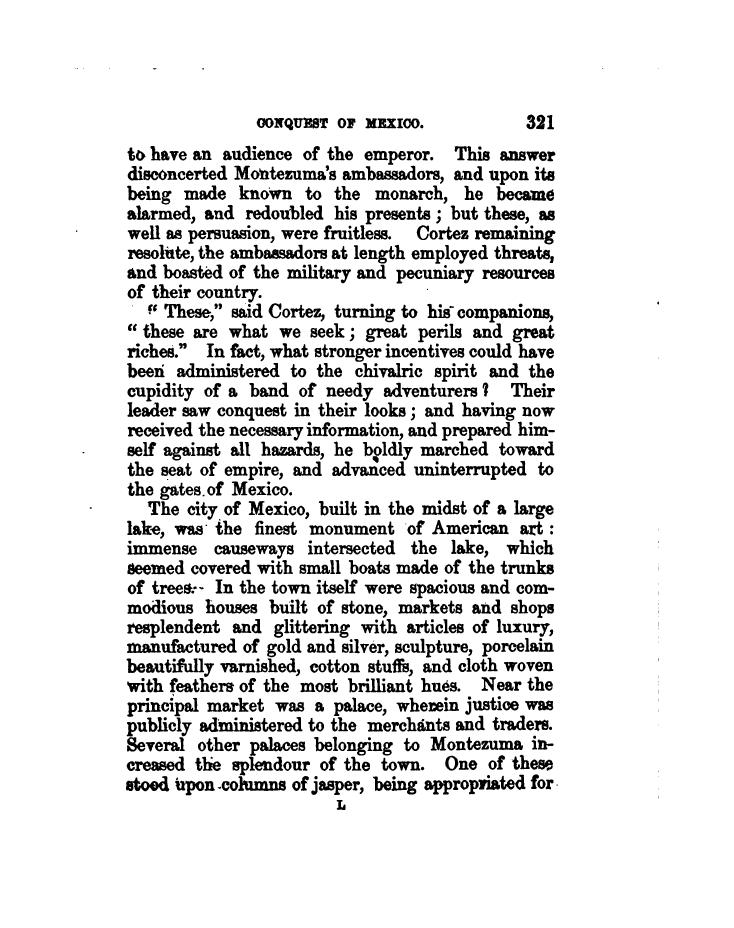 CONQUEST OF MEXICO. 321
to have an audience of the emperor. This answer
disconcerted Montezuma's ambassadors, and upon its
being made known to the monarch, he became
alarmed, and redoubled his presents ; but these, as
well as persuasion, were fruitless. Cortez remaining
resolute, the ambassadors at length employed threats,
and boasted of the military and pecuniary resources
of their country.
" These," said Cortez, turning to his companions,
" these are what we seek ; great perils and great
riches." In fact, what stronger incentives could have
been administered to the chivalric spirit and the
cupidity of a band of needy adventurers ? Their
leader saw conquest in their looks ; and having now
received the necessary information, and prepared him-
self against all hazards, he boldly marched toward
the seat of empire, and advanced uninterrupted to
the gates of Mexico.
The city of Mexico, built in the midst of a large
lake, was the finest monument of American art :
immense causeways intersected the lake, which
seemed covered with small boats made of the trunks
of trees. In the town itself were spacious and com-
modious houses built of stone, markets and shops
resplendent and glittering with articles of luxury,
manufactured of gold and silver, sculpture, porcelain
beautifully varnished, cotton stuffs, and cloth woven
with feathers of the most brilliant hues. Near the
principal market was a palace, wherein justice was
publicly administered to the merchants and traders.
Several other palaces belonging to Montezuma in-
creased the splendour of the town. One of these
stood upon columns of jasper, being appropriated for
L